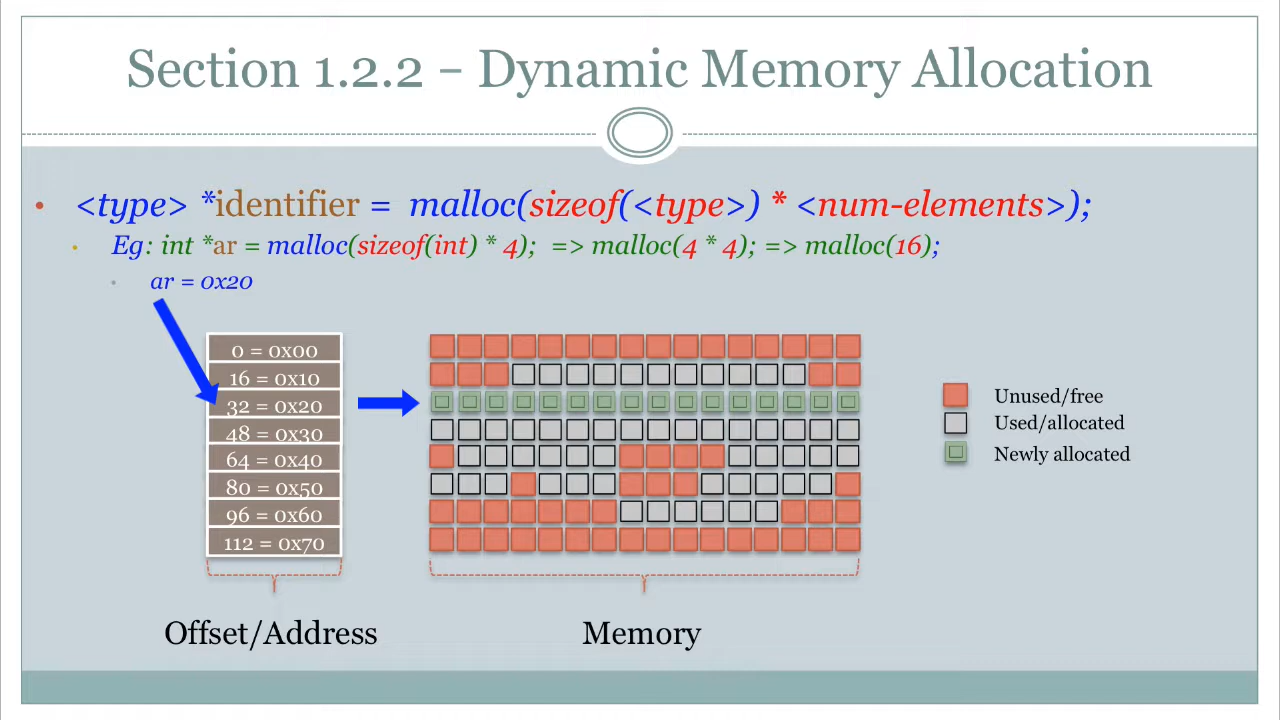 Section 1.2.2 – Dynamic Memory Allocation
• <type> *identifier = malloc(sizeof(<type>) * <num-elements>);
• Eg: int *ar = malloc(sizeof(int) * 4); => malloc(4 * 4); => malloc(16);
• ar = 0x20
0 = 0x00
16 = 0x10
32 = 0x20
48 = 0x30
64 = 0x40
80 = 0x50
96 = 0x60
112 = 0x70
Unused/free
Used/allocated
Newly allocated
Offset/Address
Memory